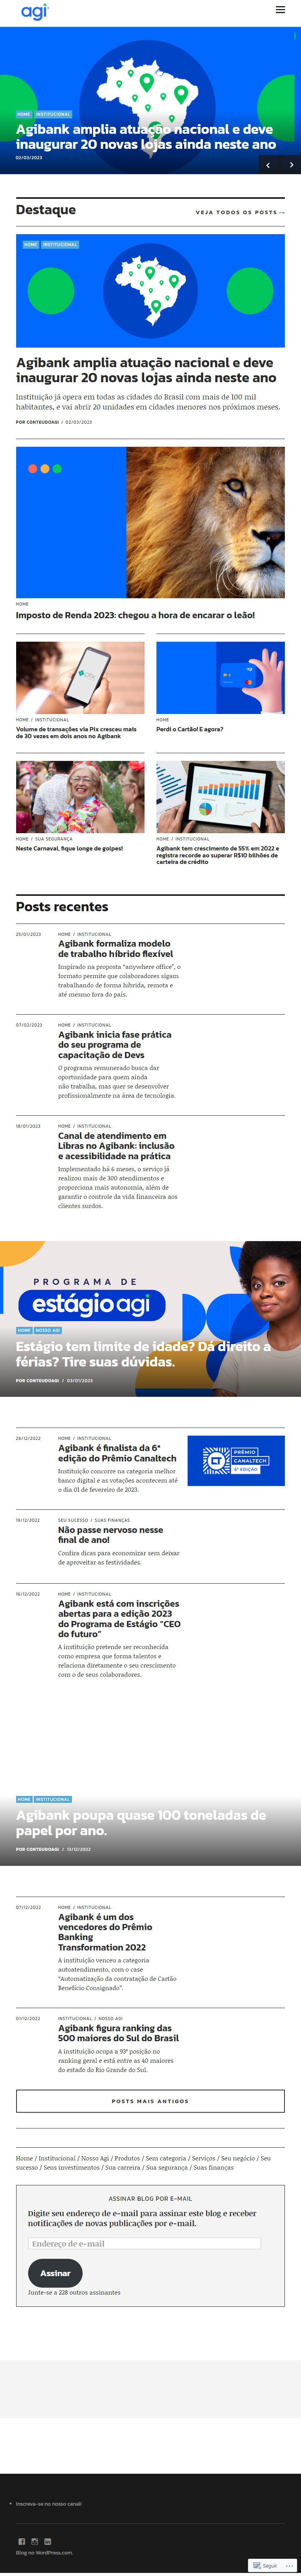 agi
HOME INSTITUCIONAL
Agibank amplia atuação nacional e deve
inaugurar 20 novas lojas ainda neste ano
02/03/2023
Destaque
VEJA TODOS OS POSTS →
HOME INSTITUCIONAL
Agibank amplia atuação nacional e deve
inaugurar 20 novas lojas ainda neste ano
Instituição já opera em todas as cidades do Brasil com mais de 100 mil
habitantes, e vai abrir 20 unidades em cidades menores nos próximos meses.
POR CONTEUDOAGI / 02/03/2023
HOME
Imposto de Renda 2023: chegou a hora de encarar o leão!
HOME / INSTITUCIONAL
Volume de transações via Pix cresceu mais
de 30 vezes em dois anos no Agibank
HOME
Perdi o Cartão! E agora?
HOME / SUA SEGURANÇA
Neste Carnaval, fique longe de golpes!
HOME / INSTITUCIONAL
Agibank tem crescimento de 55% em 2022 e
registra recorde ao superar R$10 bilhões de
carteira de crédito
Posts recentes
25/01/2023
HOME / INSTITUCIONAL
Agibank formaliza modelo
de trabalho híbrido flexível
Inspirado na proposta “anywhere office”, o
formato permite que colaboradores sigam
trabalhando de forma híbrida, remota e
até mesmo fora do país.
07/02/2023
HOME / INSTITUCIONAL
Agibank inicia fase prática
do seu programa de
capacitação de Devs
O programa remunerado busca dar
oportunidade para quem ainda
não trabalha, mas quer se desenvolver
profissionalmente na área de tecnologia.
18/01/2023
HOME / INSTITUCIONAL
Canal de atendimento em
Libras no Agibank: inclusão
e acessibilidade na prática
Implementado há 6 meses, o serviço já
realizou mais de 300 atendimentos e
proporciona mais autonomia, além de
garantir o controle da vida financeira aos
clientes surdos.
PROGRAMA DE
estágio agi
HOME NOSSO AGI
Estágio tem limite de idade? Dá direito a
férias? Tire suas dúvidas.
POR CONTEUDOAGI / 03/01/2023
26/12/2022
HOME / INSTITUCIONAL
Agibank é finalista da 6ª
edição do Prêmio Canaltech
Instituição concorre na categoria melhor
banco digital e as votações acontecem até
o dia 01 de fevereiro de 2023.
PRÊMIO
CANALTECH
6ª EDIÇÃO
19/12/2022
SEU SUCESSO / SUAS FINANÇAS
Não passe nervoso nesse
final de ano!
Confira dicas para economizar sem deixar
de aproveitar as festividades.
16/12/2022
HOME / INSTITUCIONAL
Agibank está com inscrições
abertas para a edição 2023
do Programa de Estágio “CEO
do futuro”
A instituição pretende ser reconhecida
como empresa que forma talentos e
relaciona diretamente o seu crescimento
com o de seus colaboradores.
HOME INSTITUCIONAL
Agibank poupa quase 100 toneladas de
papel por ano.
POR CONTEUDOAGI / 13/12/2022
07/12/2022
HOME / INSTITUCIONAL
Agibank é um dos
vencedores do Prêmio
Banking
Transformation 2022
A instituição venceu a categoria
autoatendimento, com o case
“Automatização da contratação de Cartão
Benefício Consignado”.
01/12/2022
INSTITUCIONAL / NOSSO AGI
Agibank figura ranking das
500 maiores do Sul do Brasil
A instituição ocupa a 93ª posição no
ranking geral e está entre as 40 maiores
do estado do Rio Grande do Sul.
POSTS MAIS ANTIGOS
Home / Institucional / Nosso Agi / Produtos / Sem categoria / Serviços / Seu negócio / Seu
sucesso / Seus investimentos / Sua carreira / Sua segurança / Suas finanças
ASSINAR BLOG POR E-MAIL
Digite seu endereço de e-mail para assinar este blog e receber
notificações de novas publicações por e-mail.
Endereço de e-mail
Assinar
Junte-se a 228 outros assinantes
Inscreva-se no nosso canal!
Blog no WordPress.com.
Seguir